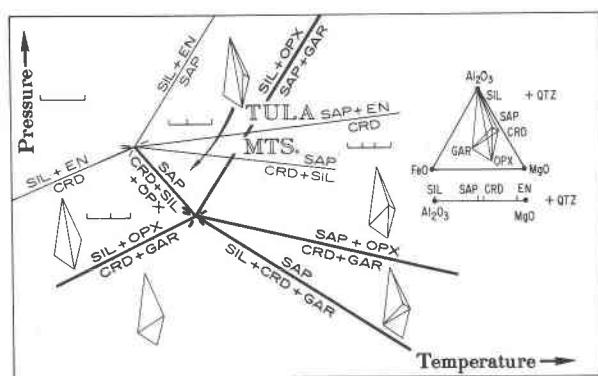 Pressure
SIL + EN
SAP
SIL + OPX
SAP + GAR
TULA
MTS.
SAP + EN
CRD
SAP
CRD + SIL
SIL + EN
CRD
SAP
CRD + SIL
+ OPX
SIL + OPX
CRD + GAR
SAP + OPX
CRD + GAR
SAP
SIL + CRD + GAR
Temperature
Al2O3
SIL
+ QTZ
SAP
CRD
GAR
OPX
FeO
MgO
SIL SAP CRD EN
Al2O3 MgO
+ QTZ